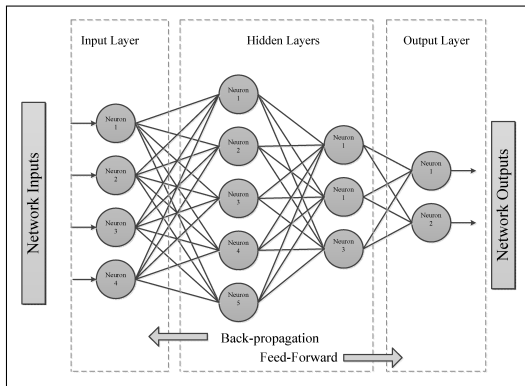 Input Layer
Hidden Layers
Output Layer
Network Inputs
Neuron
1
Neuron
2
Neuron
3
Neuron
4
Neuron
1
Neuron
2
Neuron
3
Neuron
4
Neuron
5
Neuron
1
Neuron
1
Neuron
3
Neuron
1
Neuron
2
Network Outputs
Back-propagation
Feed-Forward